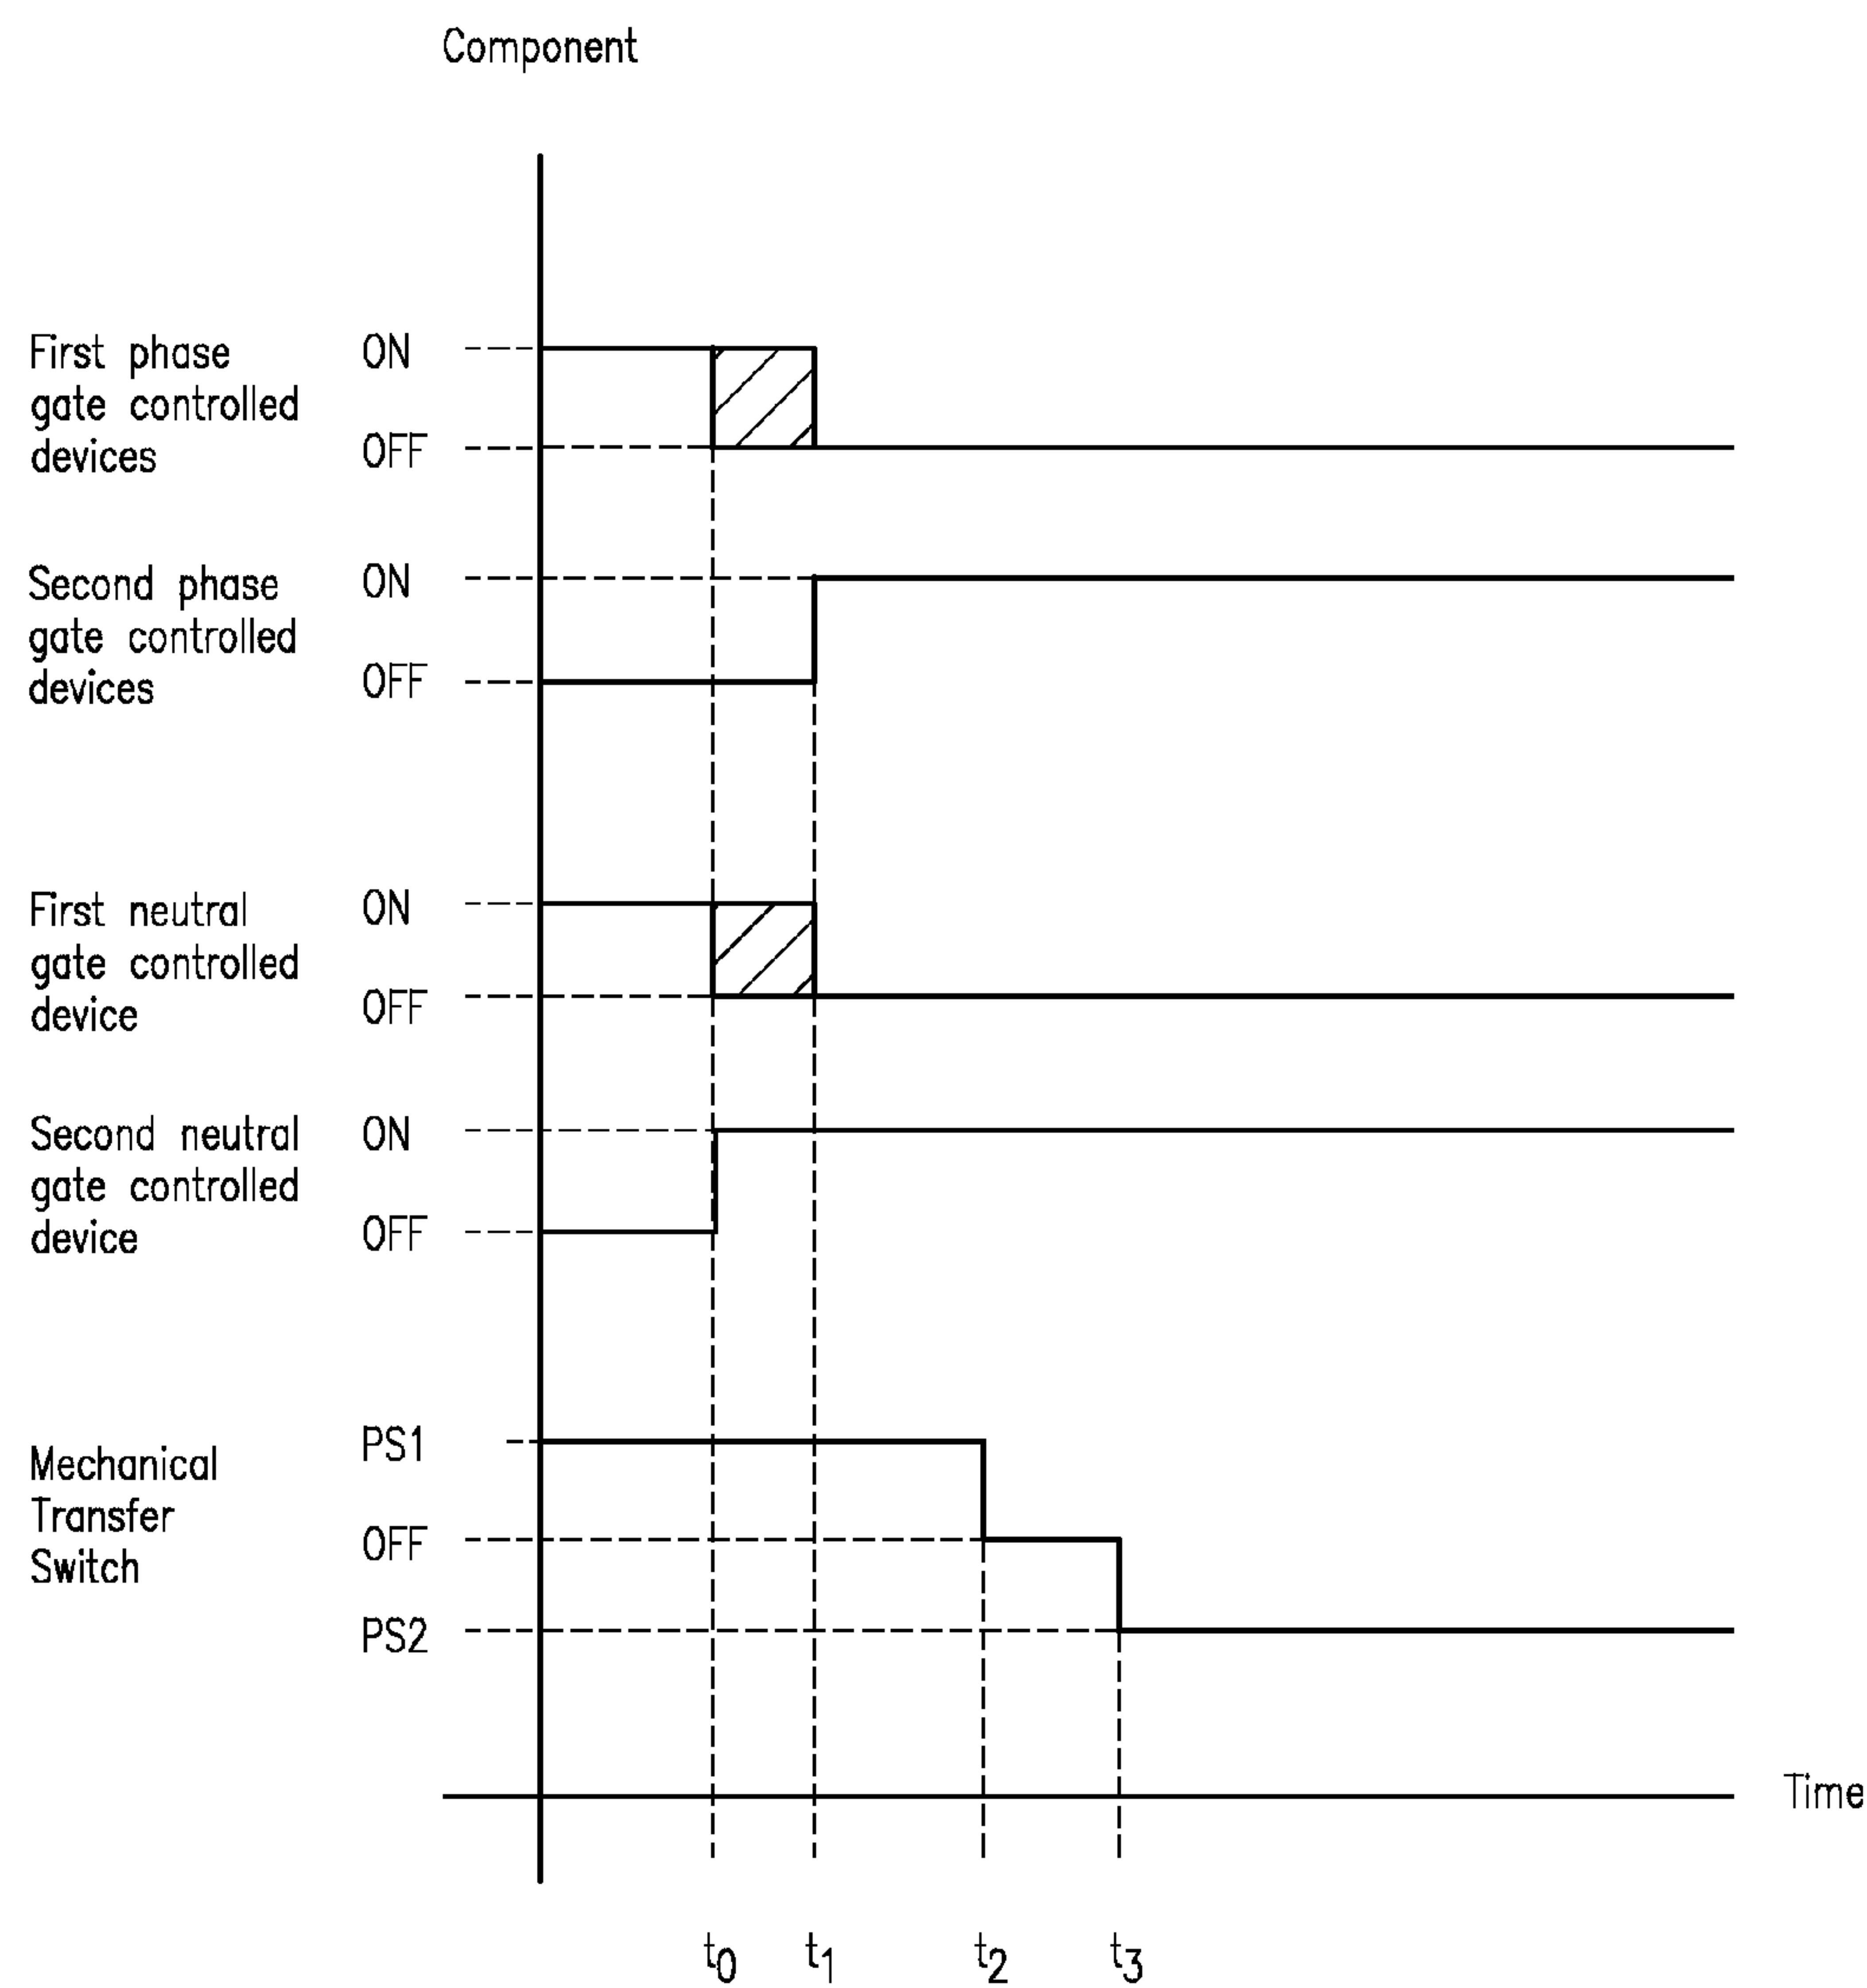 Component
First phase
gate controlled
devices
ON
OFF
Second phase
gate controlled
devices
ON
OFF
First neutral
gate controlled
device
ON
OFF
Second neutral
gate controlled
device
ON
OFF
Mechanical
Transfer
Switch
PS1
OFF
PS2
Time
t0 t1 t2 t3